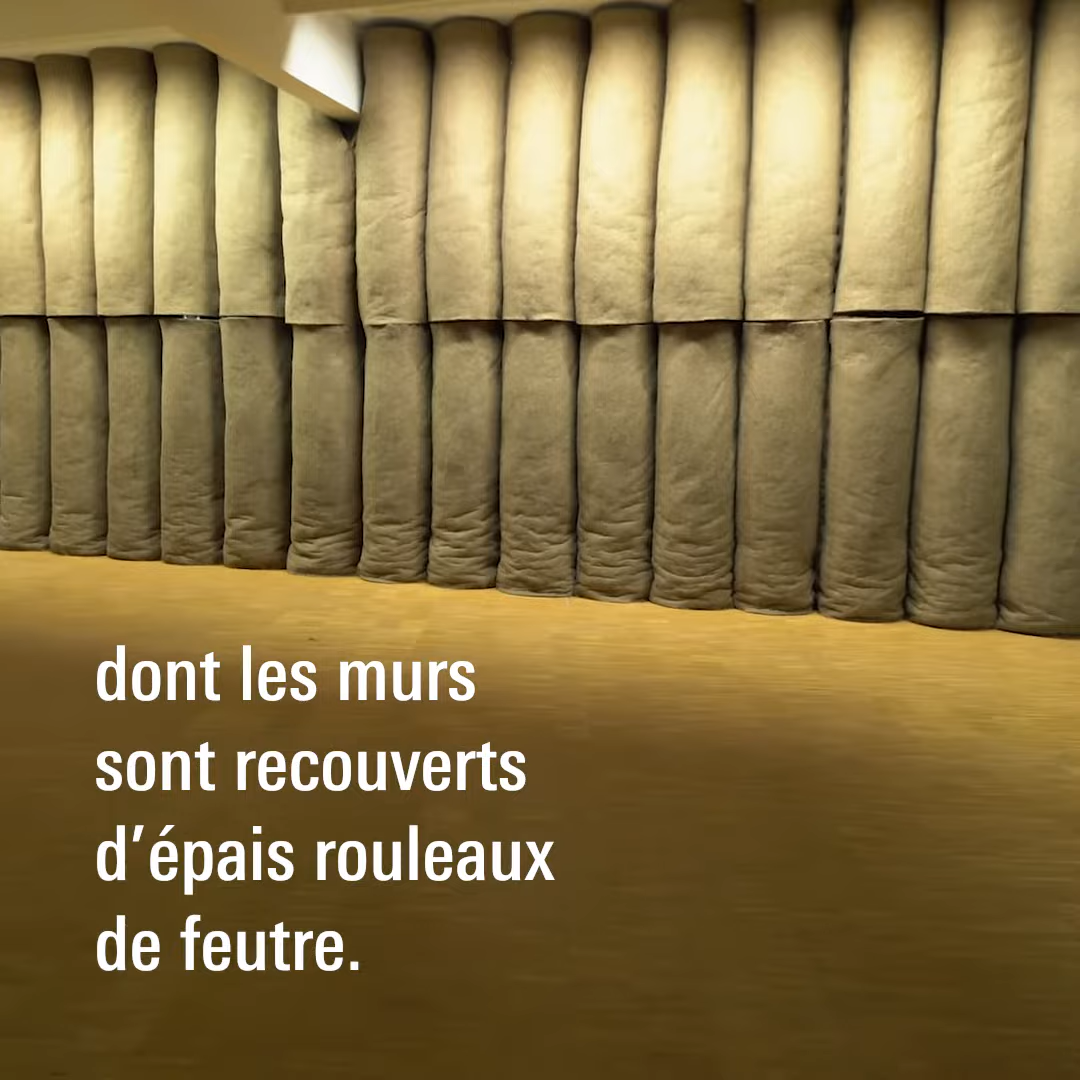 dont les murs
sont recouverts
d’épais rouleaux
de feutre.